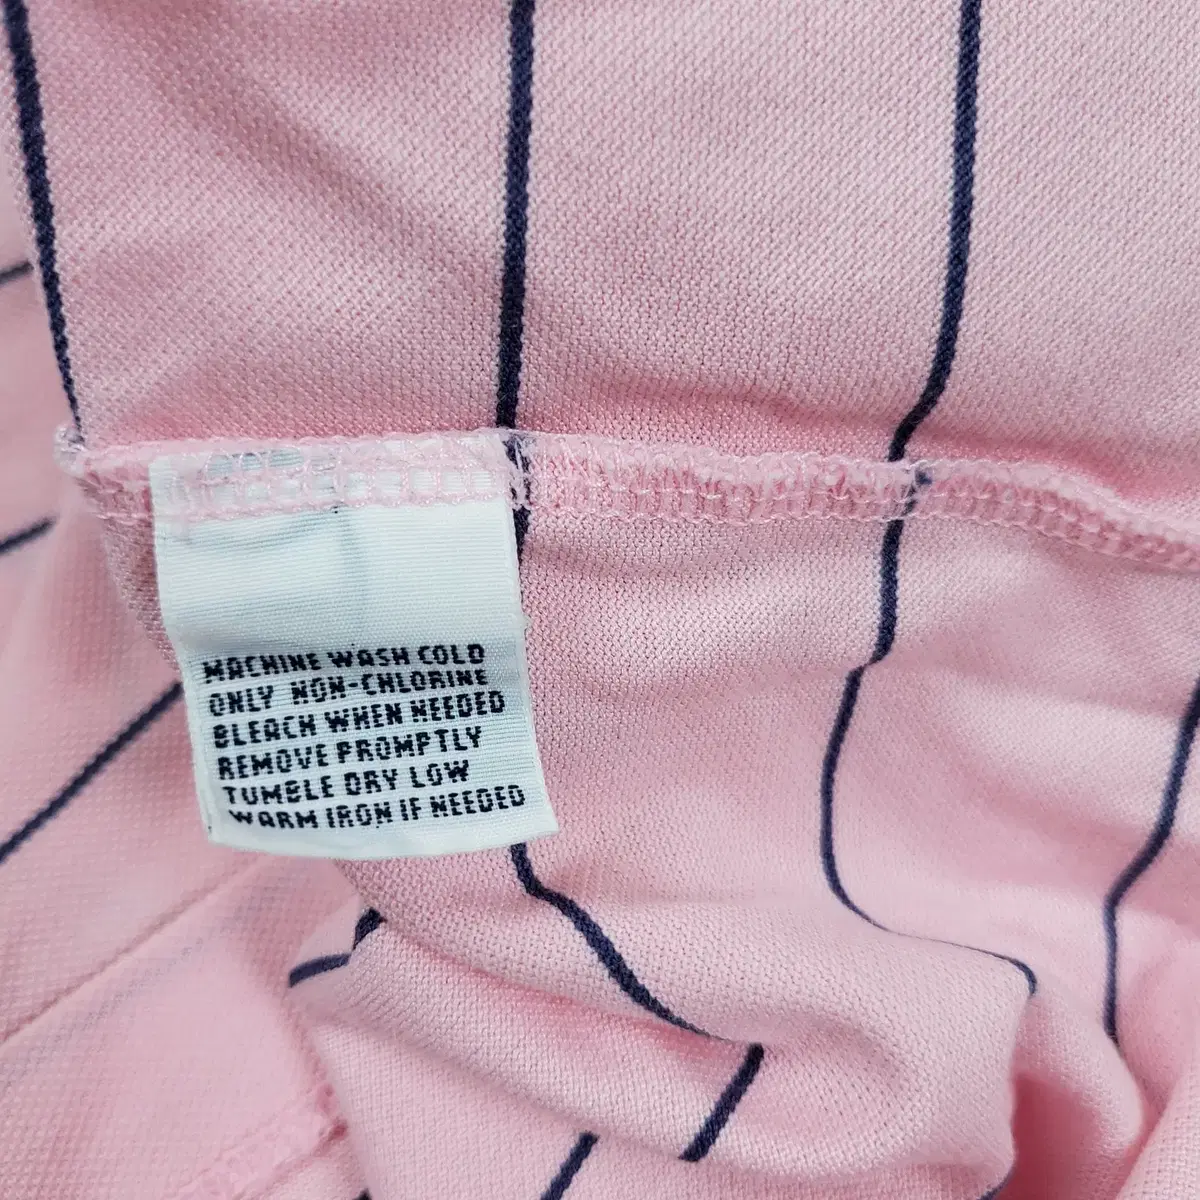 MACHINE WASH COLD
ONLY NON-CHLORINE
BLEACH WHEN NEEDED
REMOVE PROMPTLY
TUMBLE DRY LOW
WARM IRON IF NEEDED